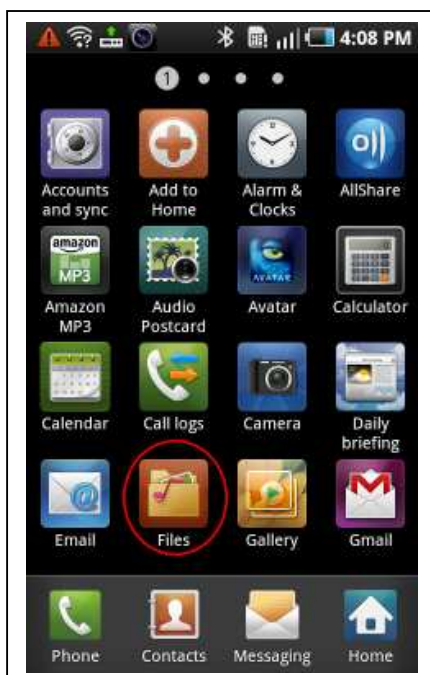 4:08 PM
1
Accounts and sync
Add to Home
Alarm & Clocks
AllShare
amazon MP3
Amazon MP3
Audio Postcard
AVATAR
Avatar
Calculator
Calendar
Call logs
Camera
Daily briefing
Email
Files
Gallery
Gmail
Phone
Contacts
Messaging
Home